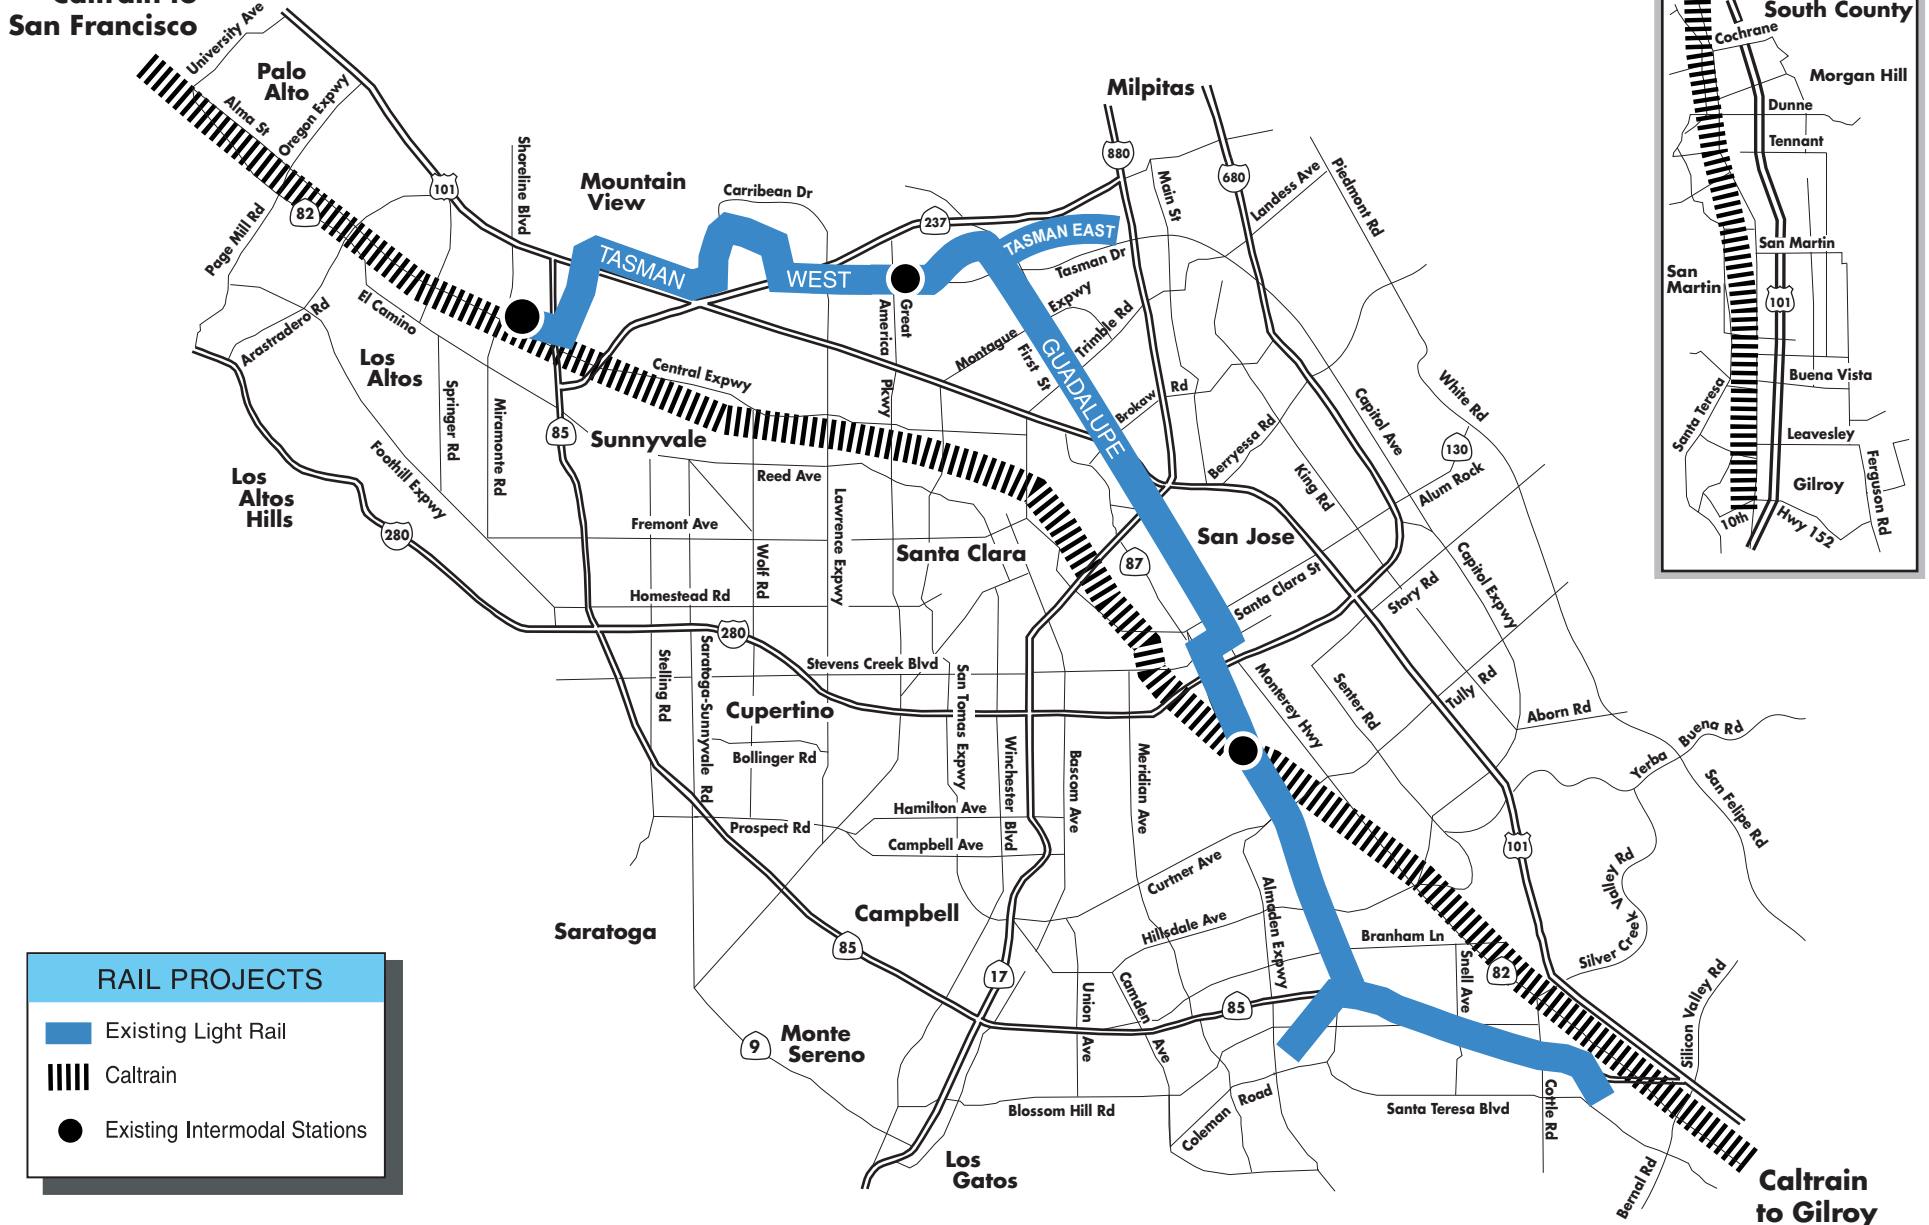 Caltrain to
San Francisco
University Ave
Palo
Alto
Alma St
Oregon Expwy
101
82
Page Mill Rd
Shoreline Blvd
Mountain
View
Carribean Dr
237
Milpitas
880
680
Main St
Landess Ave
Piedmont Rd
TASMAN
WEST
TASMAN EAST
Tasman Dr
Great
America
Pkwy
Montague
Expwy
Trimble Rd
First St
GUADALUPE
Arastradero Rd
El Camino
Los
Altos
Springer Rd
Miramonte Rd
Central Expwy
85
Sunnyvale
Brokaw
Rd
Berryessa Rd
Capitol Ave
White Rd
130
King Rd
Alum Rock
Los
Altos
Hills
Foothill Expwy
280
Reed Ave
Fremont Ave
Wolf Rd
Lawrence Expwy
Santa Clara
San Jose
87
Homestead Rd
280
Santa Clara St
Story Rd
Capitol Expwy
Stelling Rd
Saratoga-Sunnyvale Rd
Stevens Creek Blvd
San Tomas Expwy
Cupertino
Bollinger Rd
Winchester Blvd
Bascom Ave
Meridian Ave
Monterey Hwy
Senter Rd
Tully Rd
Aborn Rd
Yerba Buena Rd
San Felipe Rd
Hamilton Ave
Prospect Rd
Campbell Ave
101
Curtner Ave
Almaden Expwy
Silver Creek Valley Rd
Campbell
Saratoga
Hillsdale Ave
Branham Ln
Snell Ave
82
85
17
Union Ave
Camden Ave
85
9
Monte
Sereno
Silicon Valley Rd
Blossom Hill Rd
Coleman Road
Santa Teresa Blvd
Cottle Rd
Bernal Rd
Los
Gatos
Caltrain
to Gilroy
RAIL PROJECTS
Existing Light Rail
Caltrain
Existing Intermodal Stations
South County
Cochrane
Morgan Hill
Dunne
Tennant
San Martin
San
Martin
101
Santa Teresa
Buena Vista
Leavesley
Ferguson Rd
Gilroy
10th
Hwy 152